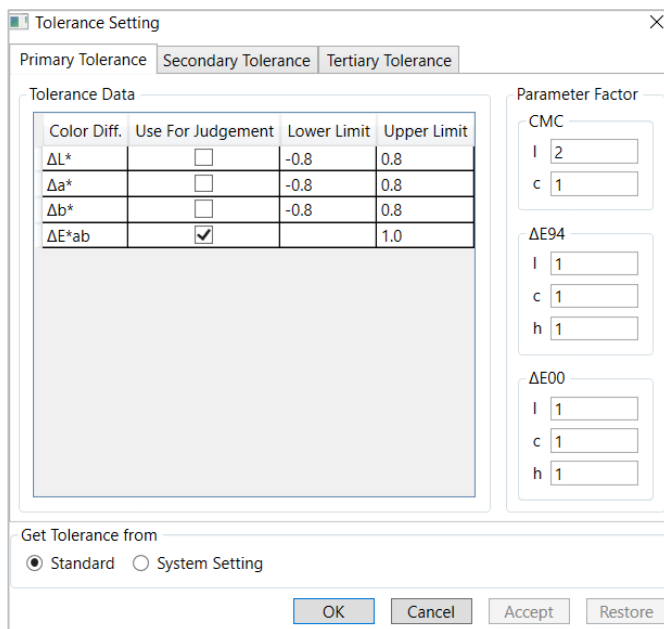 Tolerance Setting
Primary Tolerance Secondary Tolerance Tertiary Tolerance
Tolerance Data
Color Diff. Use For Judgement Lower Limit Upper Limit
ΔL* -0.8 0.8
Δa* -0.8 0.8
Δb* -0.8 0.8
ΔE*ab 1.0
Parameter Factor
CMC
l 2
c 1
ΔE94
l 1
c 1
h 1
ΔE00
l 1
c 1
h 1
Get Tolerance from
Standard System Setting
OK Cancel Accept Restore